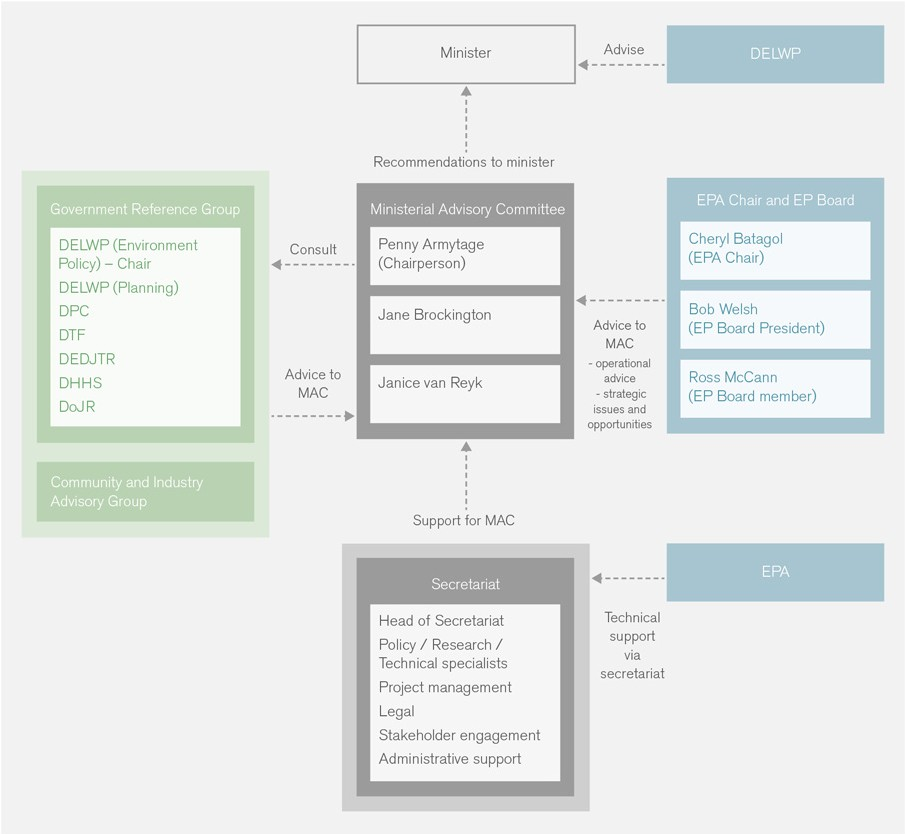 Minister
Advise
DELWP
Recommendations to minister
Government Reference Group
DELWP (Environment
Policy) – Chair
DELWP (Planning)
DPC
DTF
DEDJTR
DHHS
DoJR
Community and Industry
Advisory Group
Consult
Advice to
MAC
Ministerial Advisory Committee
Penny Armytage
(Chairperson)
Jane Brockington
Janice van Reyk
Advice to
MAC
- operational
advice
- strategic
issues and
opportunities
EPA Chair and EP Board
Cheryl Batagol
(EPA Chair)
Bob Welsh
(EP Board President)
Ross McCann
(EP Board member)
Support for MAC
Secretariat
Head of Secretariat
Policy / Research /
Technical specialists
Project management
Legal
Stakeholder engagement
Administrative support
EPA
Technical
support
via
secretariat